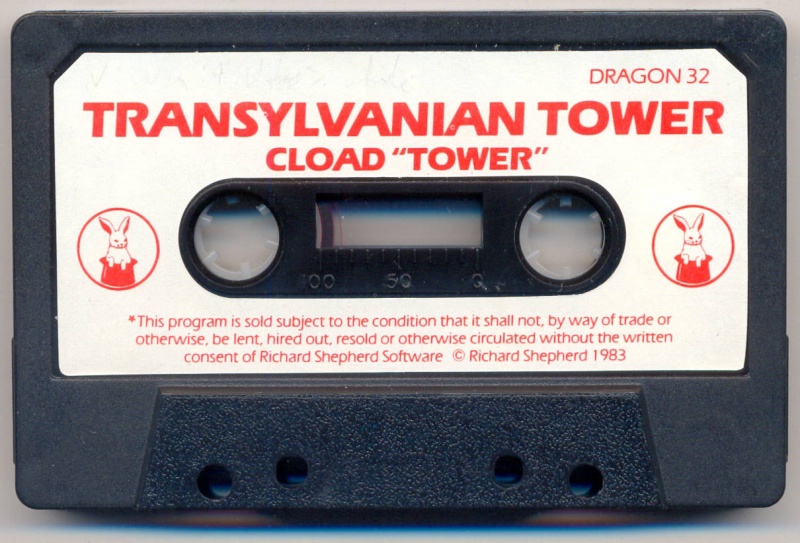 DRAGON 32
TRANSYLVANIAN TOWER
CLOAD "TOWER"
100 50 0
*This program is sold subject to the condition that it shall not, by way of trade or
otherwise, be lent, hired out, resold or otherwise circulated without the written
consent of Richard Shepherd Software © Richard Shepherd 1983